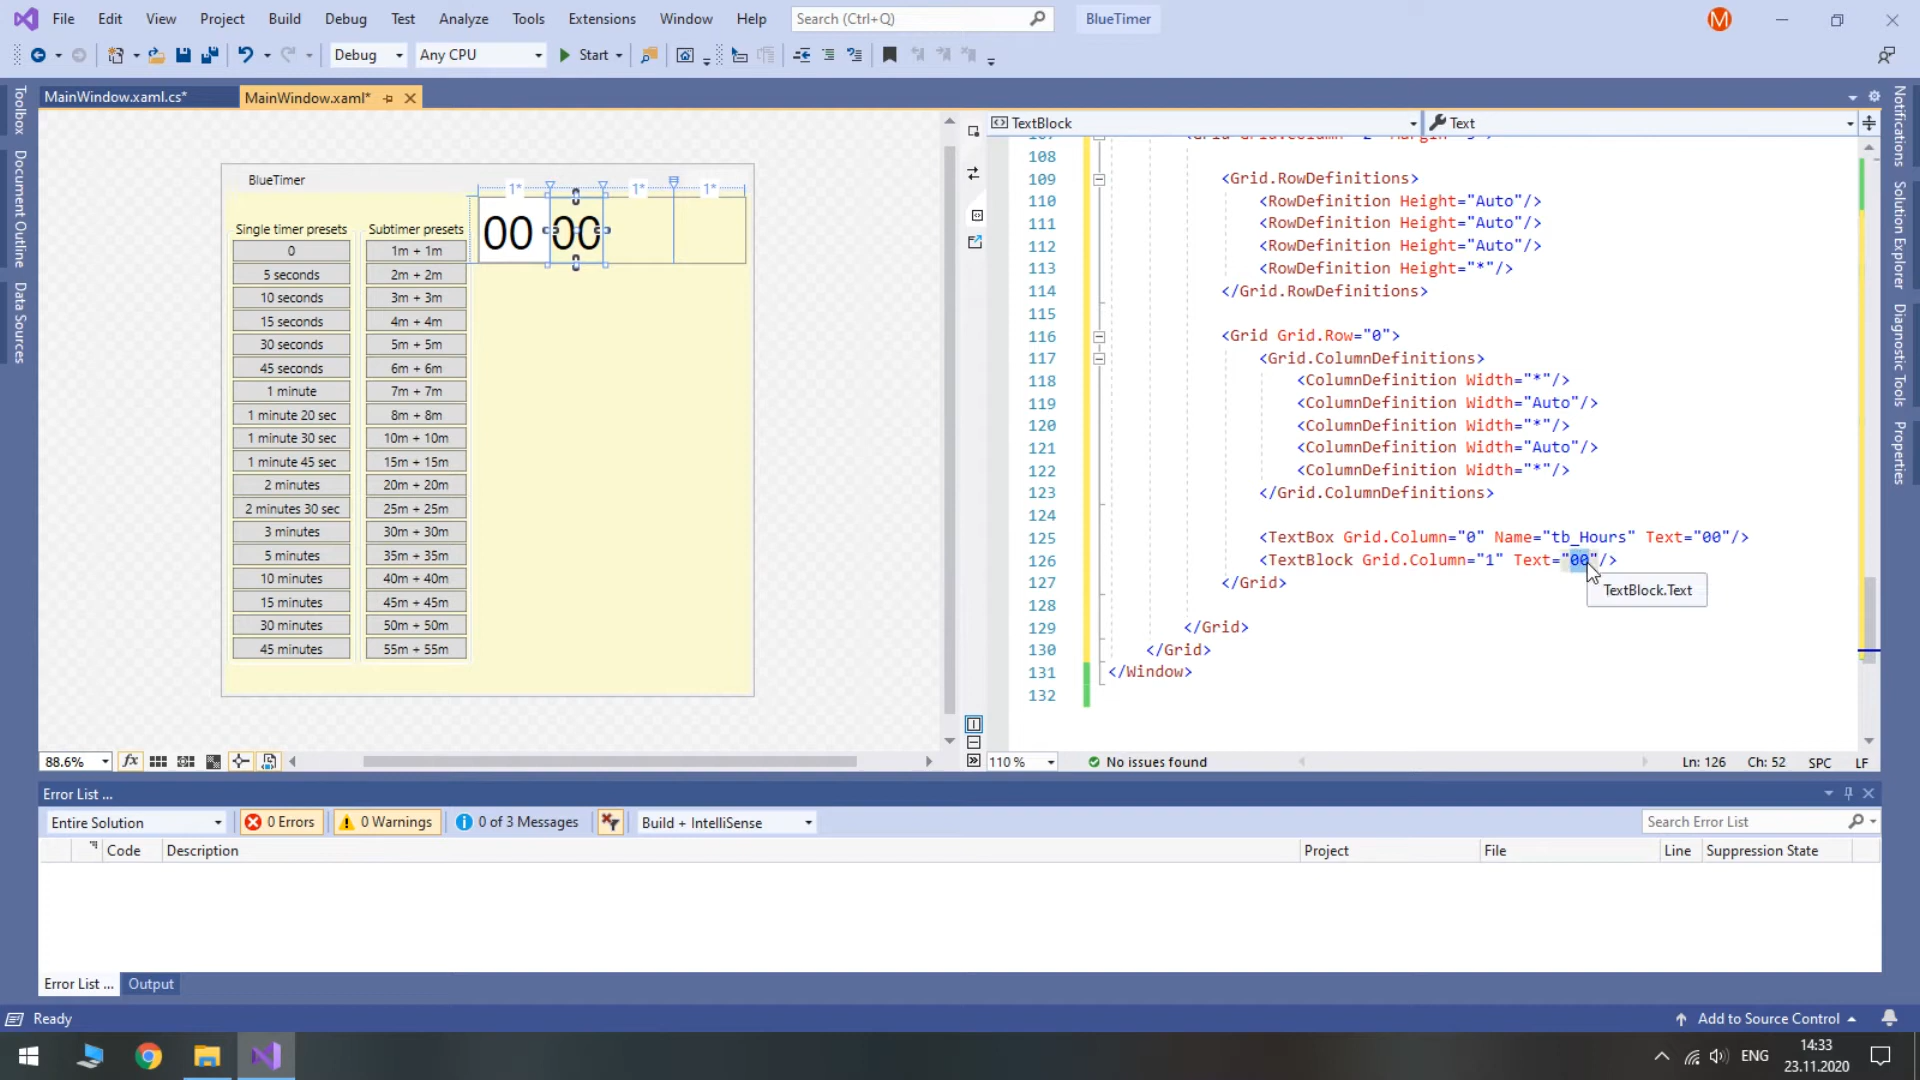 File Edit View Project Build Debug Test Analyze Tools Extensions Window Help Search (Ctrl+Q) BlueTimer M
Debug Any CPU Start
Toolbox
Document Outline
Data Sources
MainWindow.xaml.cs* MainWindow.xaml*
BlueTimer
1* 1* 1*
00 00
Single timer presets Subtimer presets
0 1m + 1m
5 seconds 2m + 2m
10 seconds 3m + 3m
15 seconds 4m + 4m
30 seconds 5m + 5m
45 seconds 6m + 6m
1 minute 7m + 7m
1 minute 20 sec 8m + 8m
1 minute 30 sec 10m + 10m
1 minute 45 sec 15m + 15m
2 minutes 20m + 20m
2 minutes 30 sec 25m + 25m
3 minutes 30m + 30m
5 minutes 35m + 35m
10 minutes 40m + 40m
15 minutes 45m + 45m
30 minutes 50m + 50m
45 minutes 55m + 55m
88.6% fx
TextBlock Text
108
109 <Grid.RowDefinitions>
110 <RowDefinition Height="Auto"/>
111 <RowDefinition Height="Auto"/>
112 <RowDefinition Height="Auto"/>
113 <RowDefinition Height="*"/>
114 </Grid.RowDefinitions>
115
116 <Grid Grid.Row="0">
117 <Grid.ColumnDefinitions>
118 <ColumnDefinition Width="*"/>
119 <ColumnDefinition Width="Auto"/>
120 <ColumnDefinition Width="*"/>
121 <ColumnDefinition Width="Auto"/>
122 <ColumnDefinition Width="*"/>
123 </Grid.ColumnDefinitions>
124
125 <TextBox Grid.Column="0" Name="tb_Hours" Text="00"/>
126 <TextBlock Grid.Column="1" Text="00"/>
127 </Grid>
TextBlock.Text
128
129 </Grid>
130 </Grid>
131 </Window>
132
110 % No issues found Ln: 126 Ch: 52 SPC LF
Notifications
Solution Explorer
Diagnostic Tools
Properties
Error List ...
Entire Solution 0 Errors 0 Warnings 0 of 3 Messages Build + IntelliSense Search Error List
Code Description Project File Line Suppression State
Error List ... Output
Ready Add to Source Control
ENG 14:33
23.11.2020